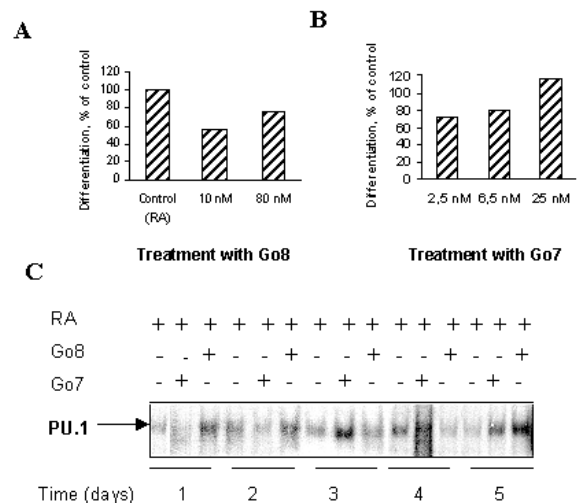 A
Differentiation, % of control
120
100
80
60
40
20
0
Control (RA)
10 nM
80 nM
Treatment with Go8
B
Differentiation, % of control
120
100
80
60
40
20
0
2,5 nM
6,5 nM
25 nM
Treatment with Go7
C
RA + + + + + + + + + + + + + + +
Go8 - - + - - + - - + - - + - - +
Go7 - + - - + - - + - - + - - + -
PU.1
Time (days) 1 2 3 4 5